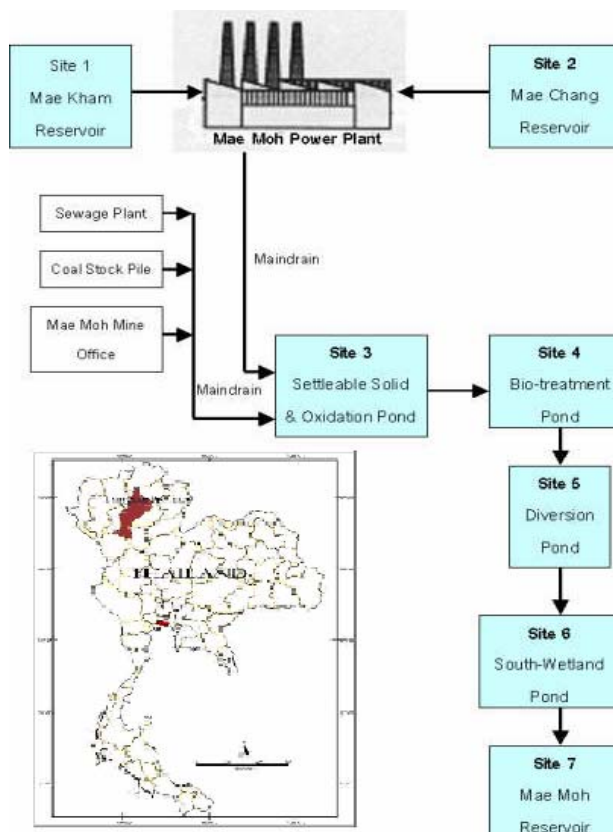 Site 1
Mae Kham
Reservoir
Mae Moh Power Plant
Site 2
Mae Chang
Reservoir
Sewage Plant
Coal Stock Pile
Mae Moh Mine
Office
Maindrain
Maindrain
Site 3
Settleable Solid
& Oxidation Pond
Site 4
Bio-treatment
Pond
Site 5
Diversion
Pond
Site 6
South-Wetland
Pond
Site 7
Mae Moh
Reservoir
THAILAND